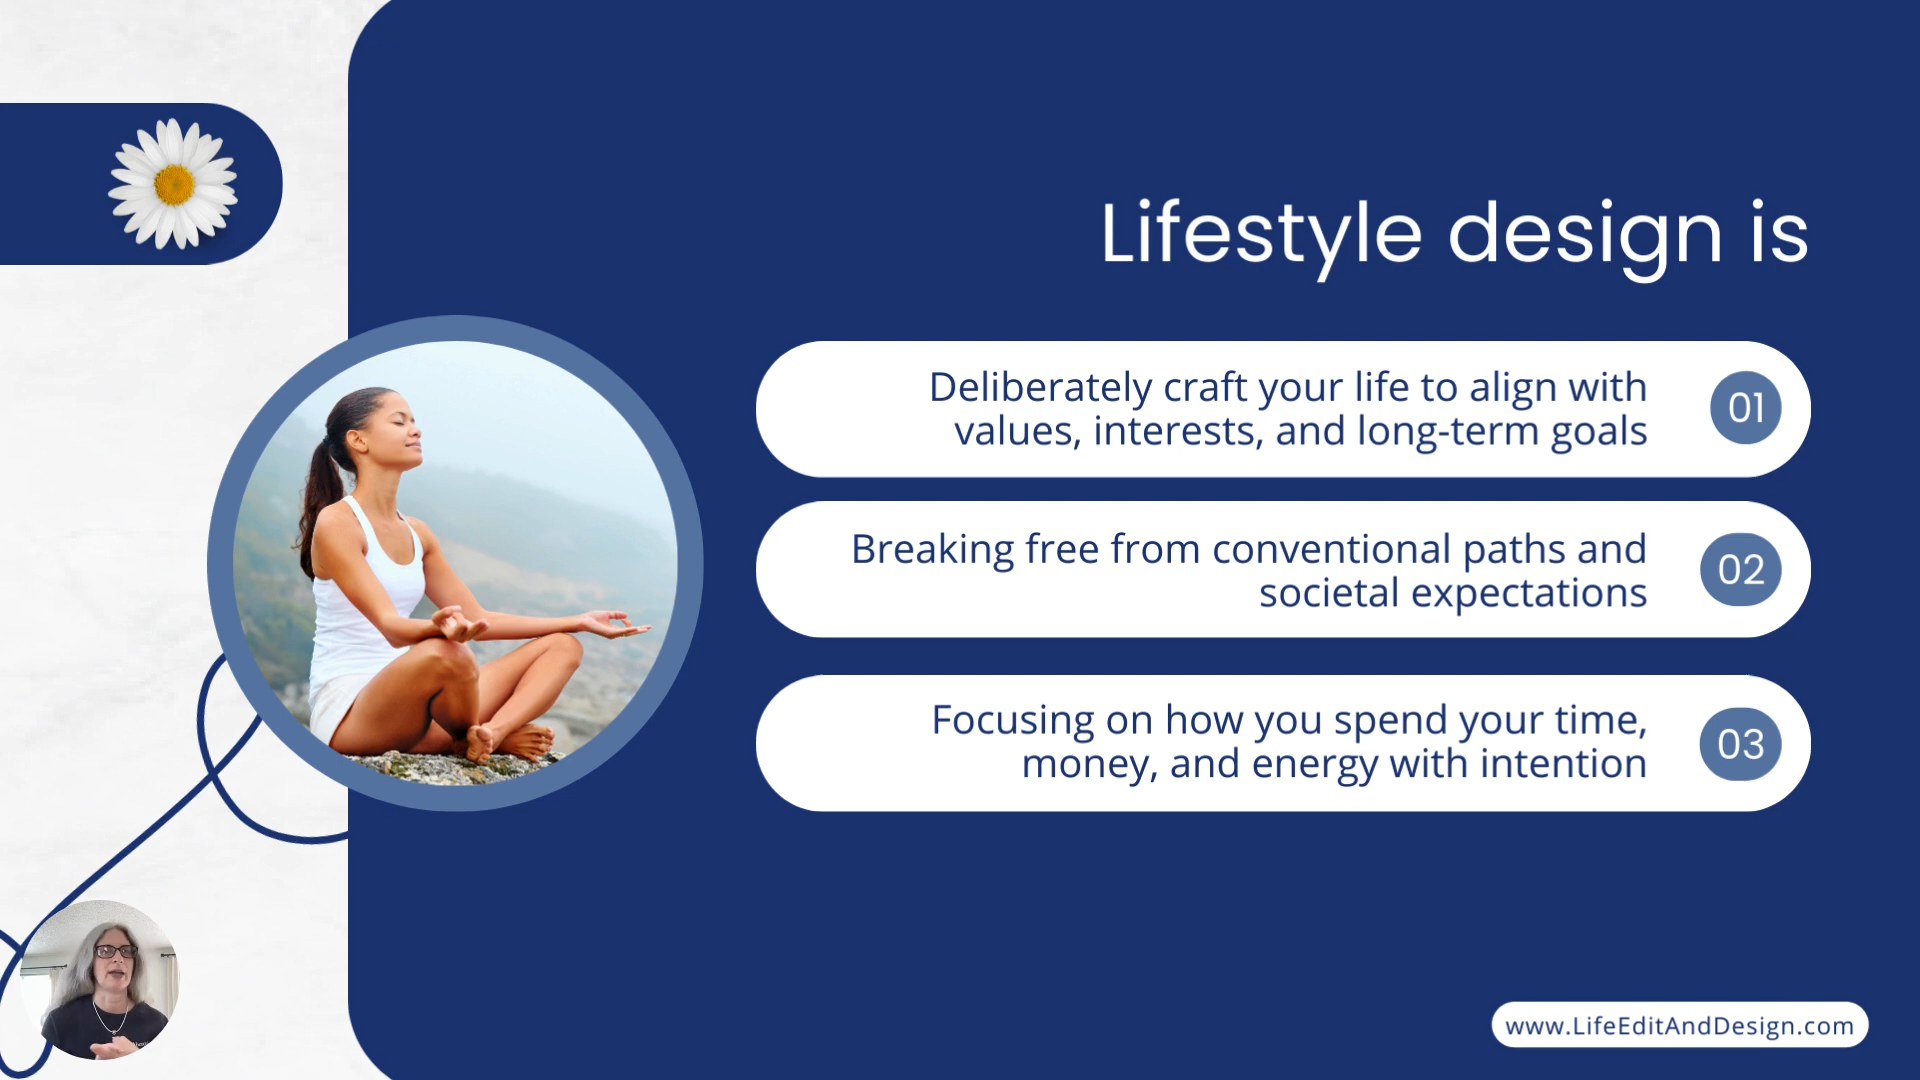 Lifestyle design is
Deliberately craft your life to align with
values, interests, and long-term goals
01
Breaking free from conventional paths and
societal expectations
02
Focusing on how you spend your time,
money, and energy with intention
03
www.LifeEditAndDesign.com